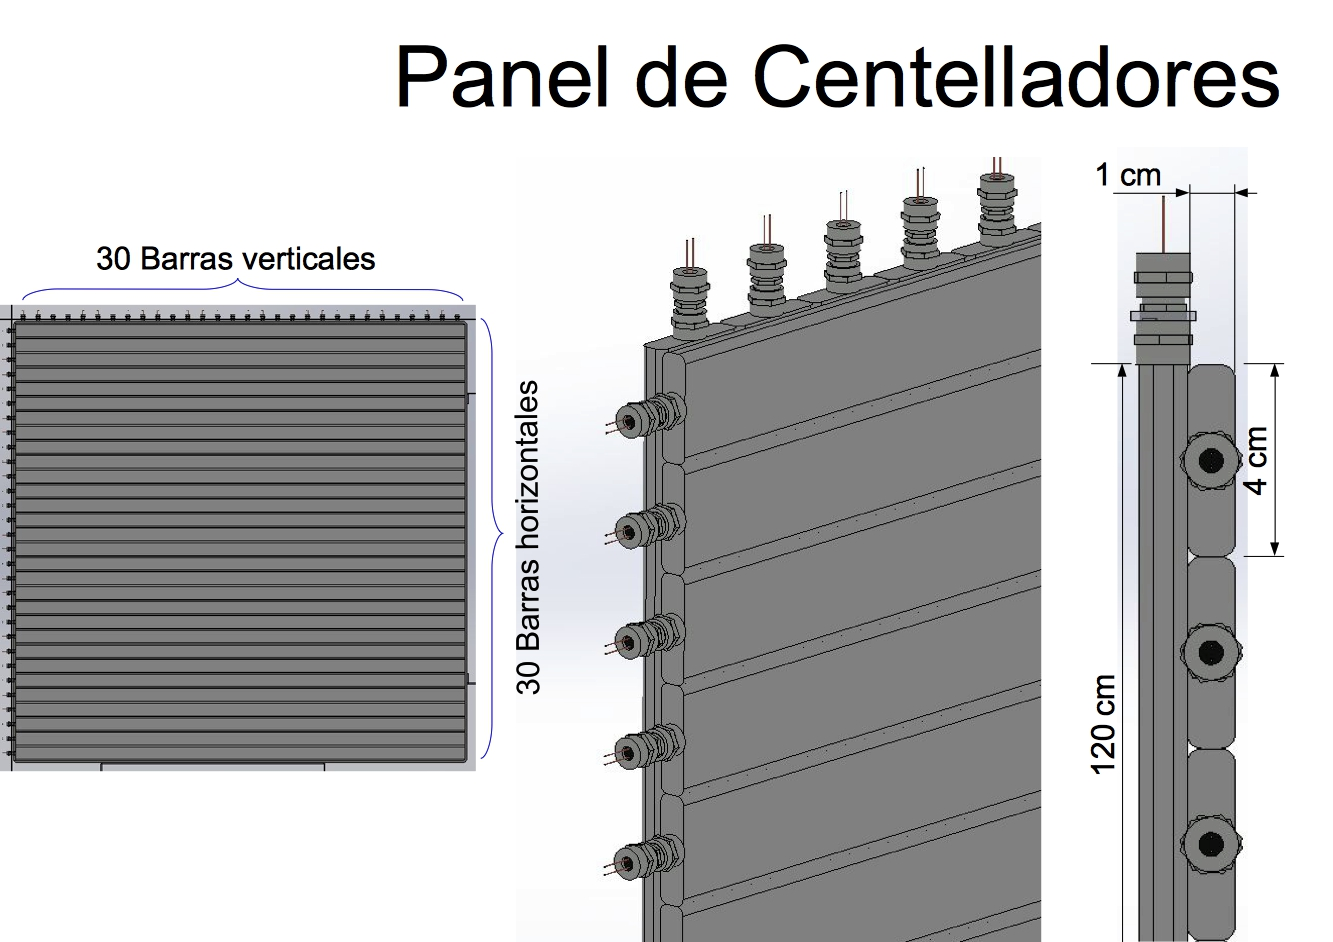 Panel de Centelladores
30 Barras verticales
30 Barras horizontales
1 cm
4 cm
120 cm